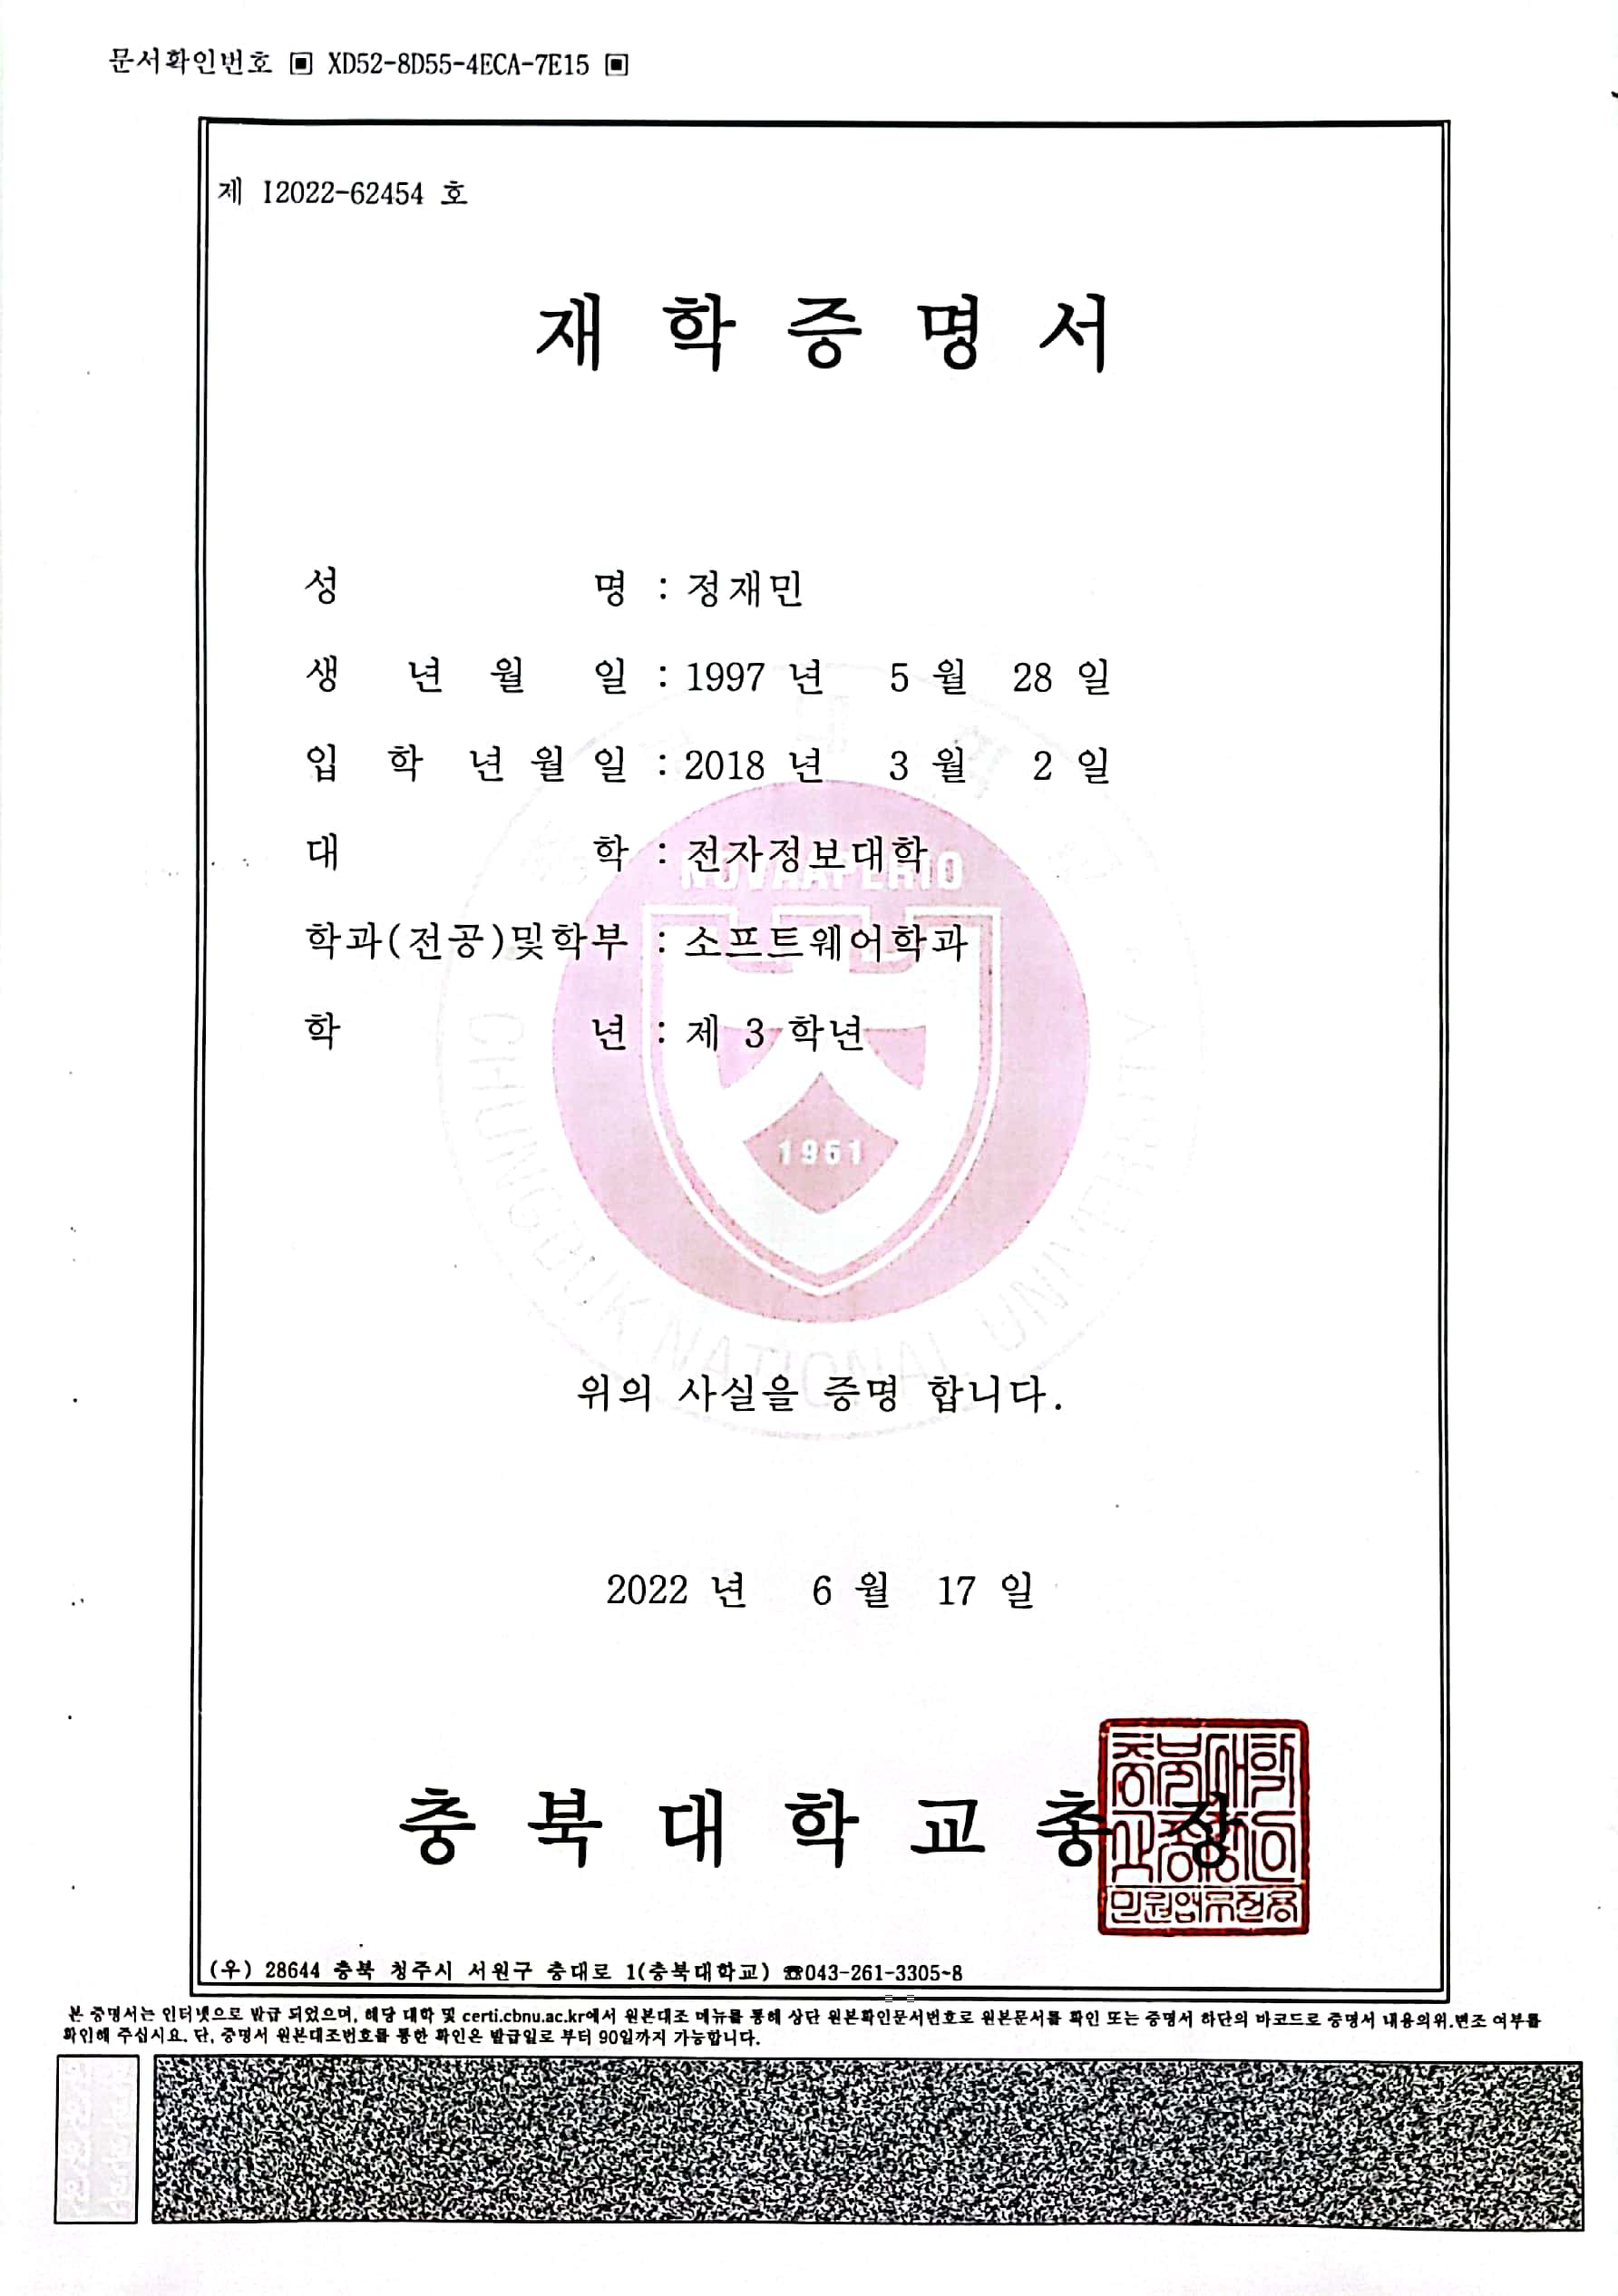 문서확인번호 ▣ XD52-8D55-4ECA-7E15 ▣
제 I2022-62454 호
재 학 증 명 서
성 명 : 정재민
생 년 월 일 : 1997 년 5 월 28 일
입 학 년 월 일 : 2018 년 3 월 2 일
대 학 : 전자정보대학
NOVA APERIO
학과(전공)및학부 : 소프트웨어학과
학 년 : 제 3 학년
1951
CHUNGBUK NATIONAL UNIVERSITY
위의 사실을 증명 합니다.
2022 년 6 월 17 일
충 북 대 학 교 총 장
충북대학
교총장인
민원업무전용
(우) 28644 충북 청주시 서원구 충대로 1(충북대학교) ☎043-261-3305~8
본 증명서는 인터넷으로 발급 되었으며, 해당 대학 및 certi.cbnu.ac.kr에서 원본대조 메뉴를 통해 상단 원본확인문서번호로 원본문서를 확인 또는 증명서 하단의 바코드로 증명서 내용의위.변조 여부를
확인해 주십시요. 단, 증명서 원본대조번호를 통한 확인은 발급일로 부터 90일까지 가능합니다.